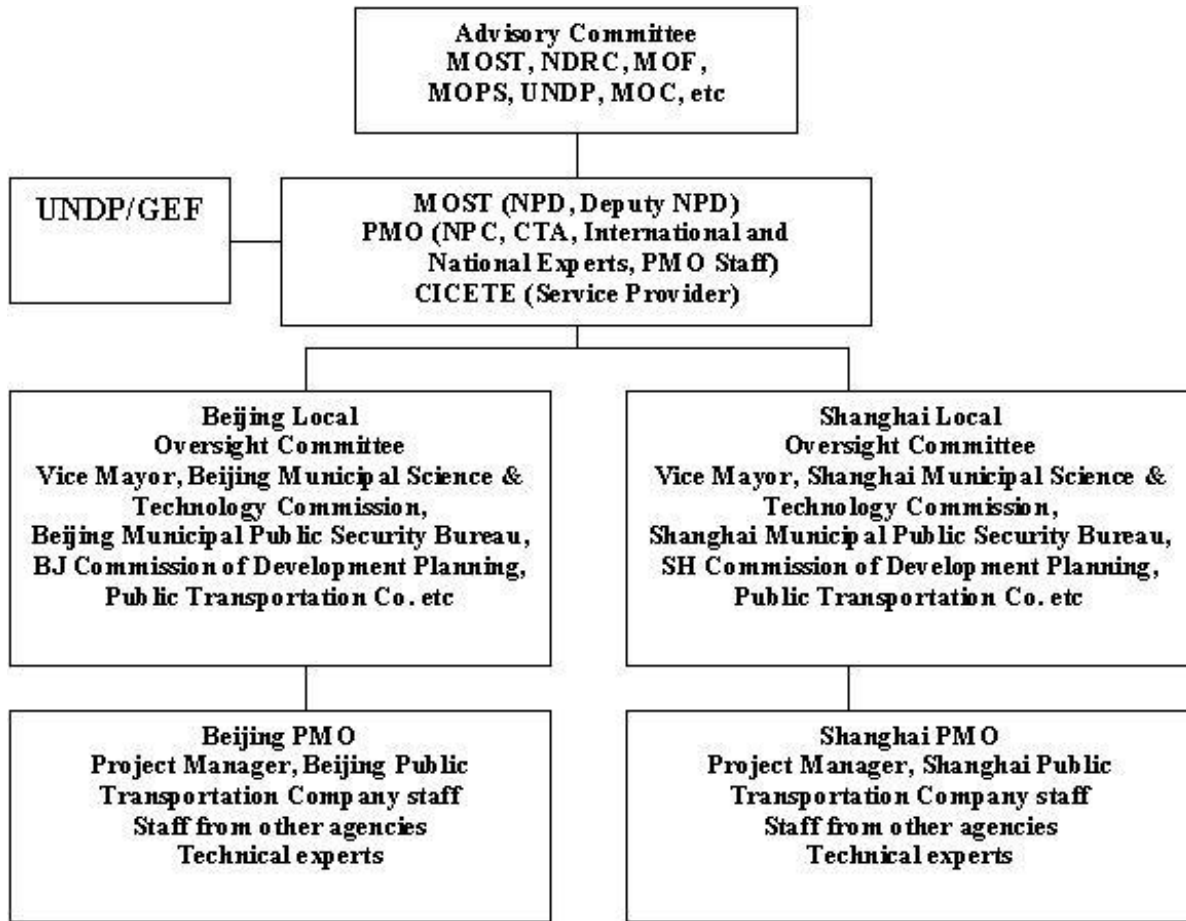 Advisory Committee
MOST, NDRC, MOF,
MOPS, UNDP, MOC, etc
UNDP/GEF
MOST (NPD, Deputy NPD)
PMO (NPC, CTA, International and
National Experts, PMO Staff)
CICETE (Service Provider)
Beijing Local
Oversight Committee
Vice Mayor, Beijing Municipal Science &
Technology Commission,
Beijing Municipal Public Security Bureau,
BJ Commission of Development Planning,
Public Transportation Co. etc
Shanghai Local
Oversight Committee
Vice Mayor, Shanghai Municipal Science &
Technology Commission,
Shanghai Municipal Public Security Bureau,
SH Commission of Development Planning,
Public Transportation Co. etc
Beijing PMO
Project Manager, Beijing Public
Transportation Company staff
Staff from other agencies
Technical experts
Shanghai PMO
Project Manager, Shanghai Public
Transportation Company staff
Staff from other agencies
Technical experts